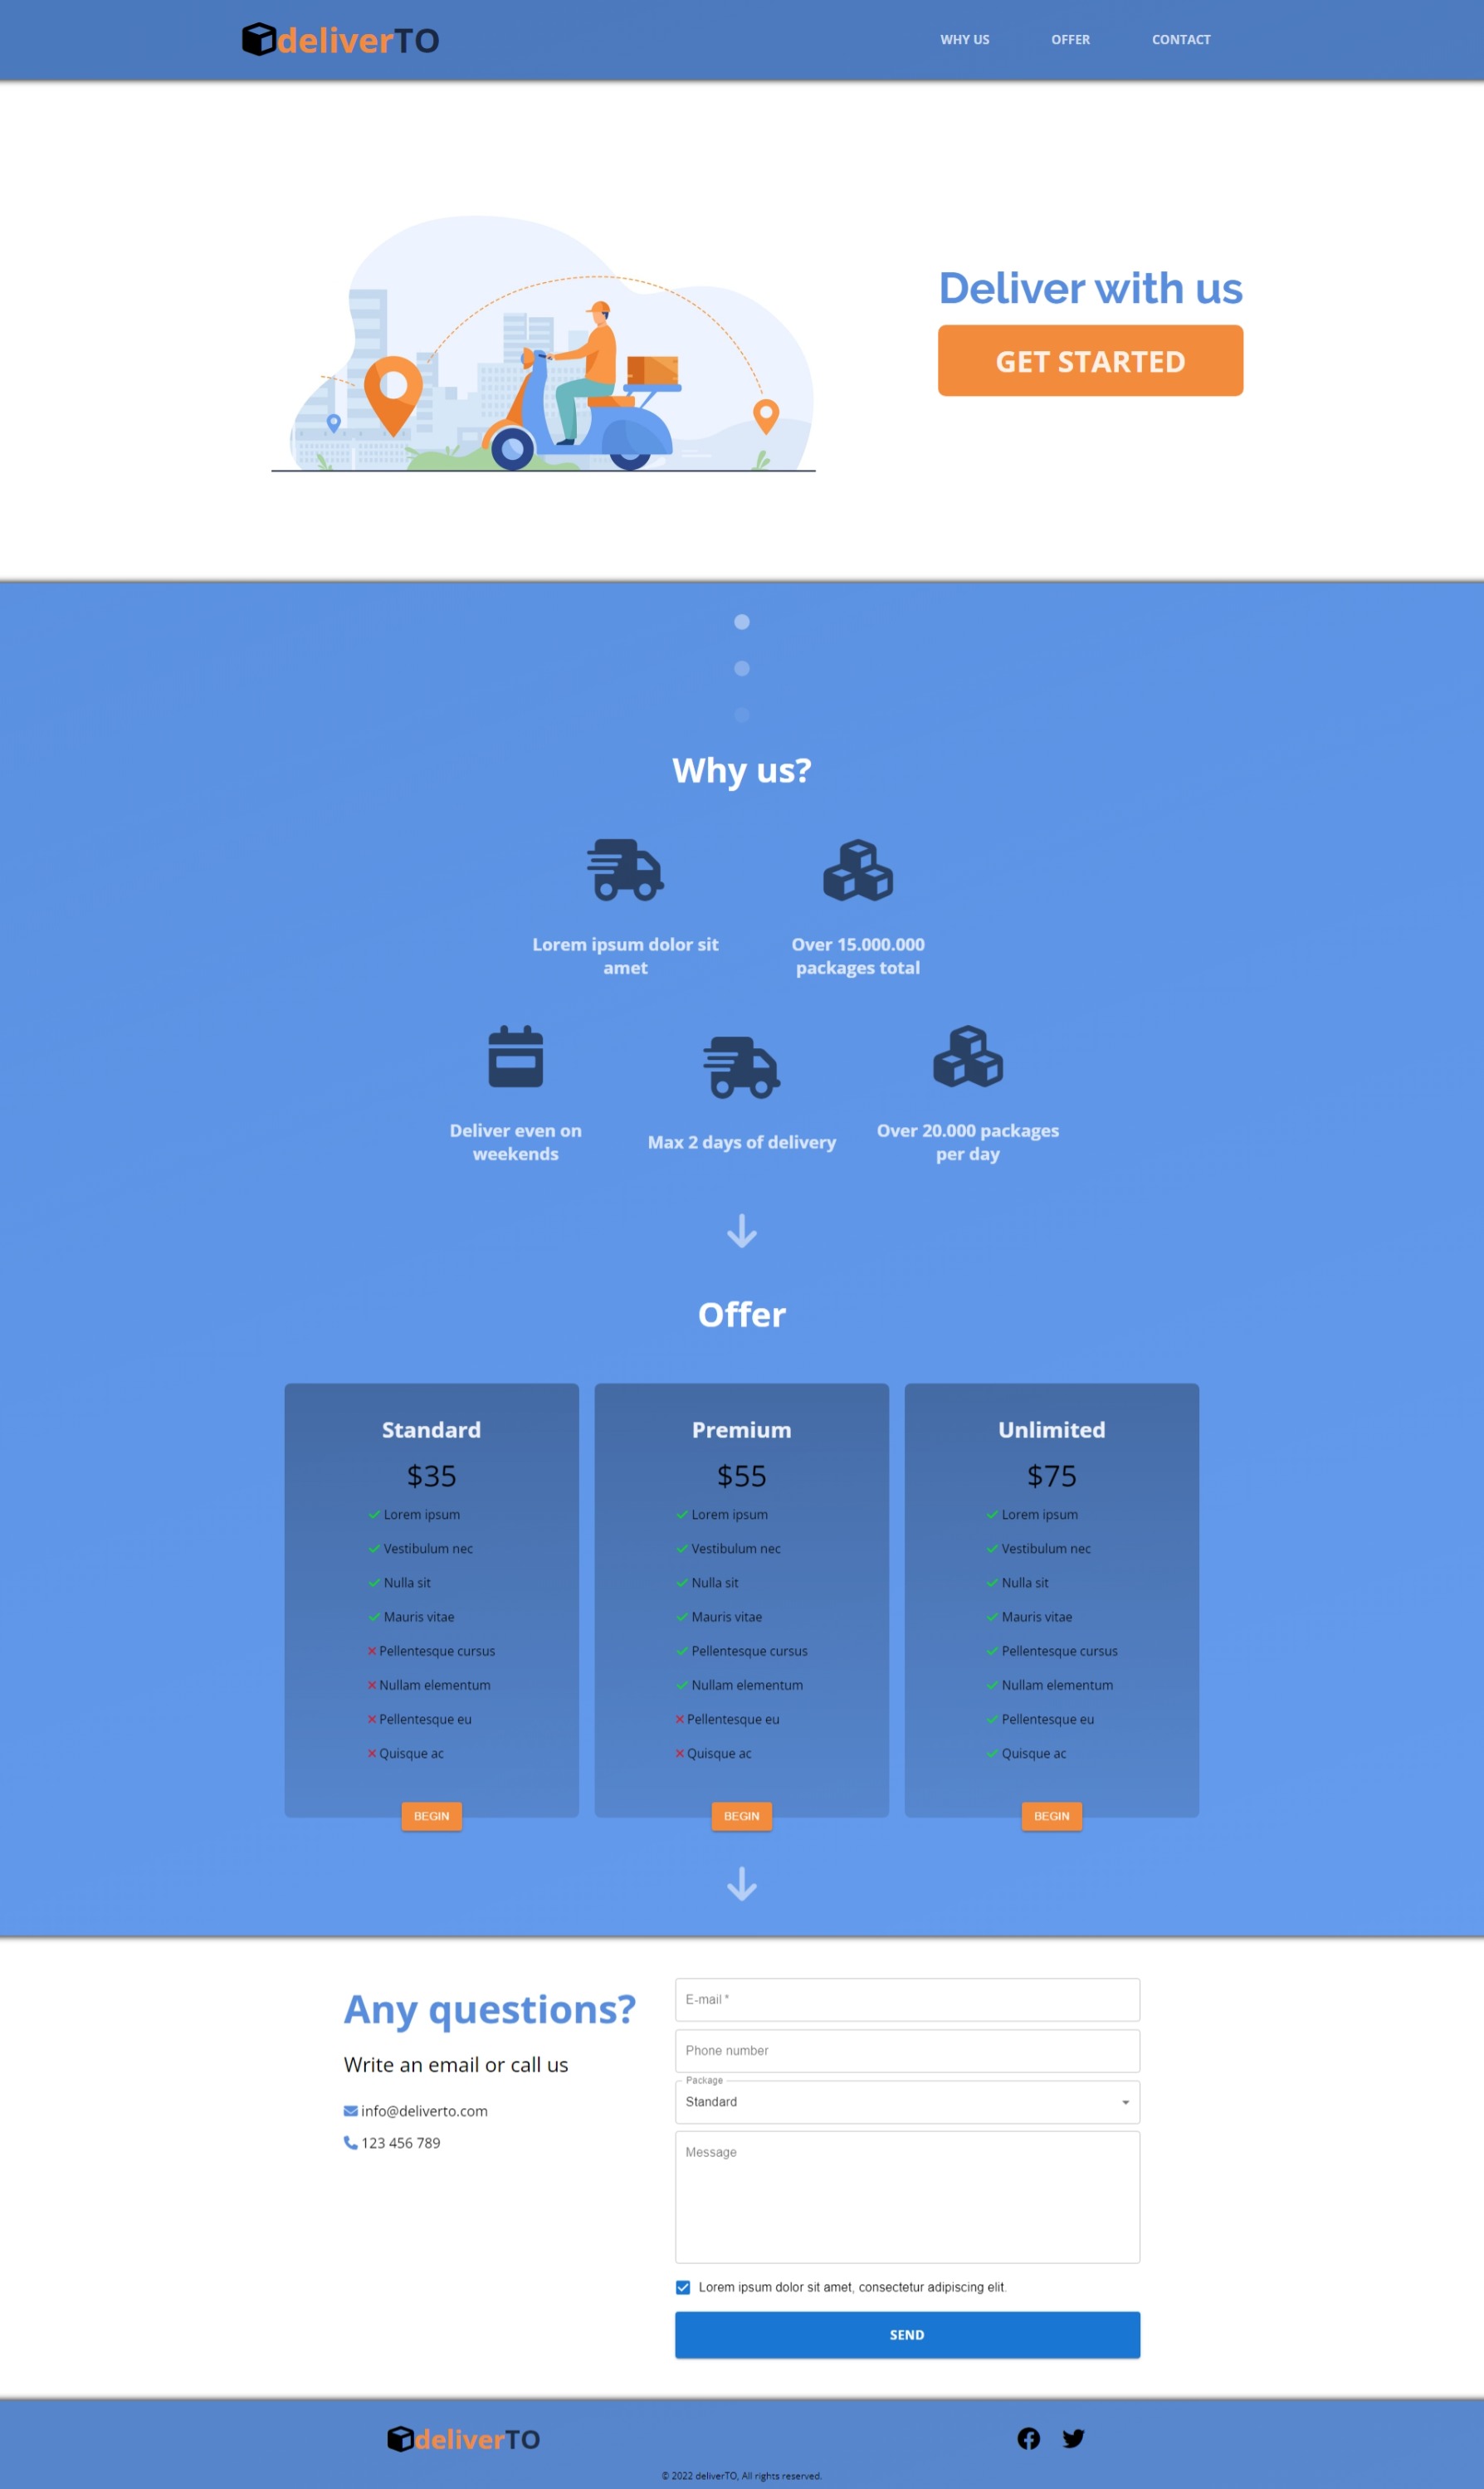 deliverTO
WHY US
OFFER
CONTACT
Deliver with us
GET STARTED
Why us?
Lorem ipsum dolor sit
amet
Over 15.000.000
packages total
Deliver even on
weekends
Max 2 days of delivery
Over 20.000 packages
per day
Offer
Standard
$35
Lorem ipsum
Vestibulum nec
Nulla sit
Mauris vitae
Pellentesque cursus
Nullam elementum
Pellentesque eu
Quisque ac
BEGIN
Premium
$55
Lorem ipsum
Vestibulum nec
Nulla sit
Mauris vitae
Pellentesque cursus
Nullam elementum
Pellentesque eu
Quisque ac
BEGIN
Unlimited
$75
Lorem ipsum
Vestibulum nec
Nulla sit
Mauris vitae
Pellentesque cursus
Nullam elementum
Pellentesque eu
Quisque ac
BEGIN
Any questions?
Write an email or call us
info@deliverto.com
123 456 789
E-mail *
Phone number
Package
Standard
Message
Lorem ipsum dolor sit amet, consectetur adipiscing elit.
SEND
deliverTO
© 2022 deliverTO, All rights reserved.